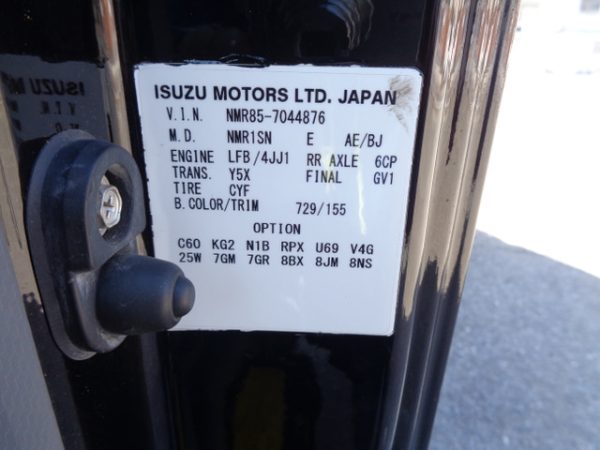 ISUZU MOTORS LTD. JAPAN
V.I.N. NMR85-7044876
M.D. NMR1SN E AE/BJ
ENGINE LFB/4JJ1 RR AXLE 6CP
TRANS. Y5X FINAL GV1
TIRE CYF
B.COLOR/TRIM 729/155
OPTION
C60 KG2 N1B RPX U69 V4G
25W 7GM 7GR 8BX 8JM 8NS